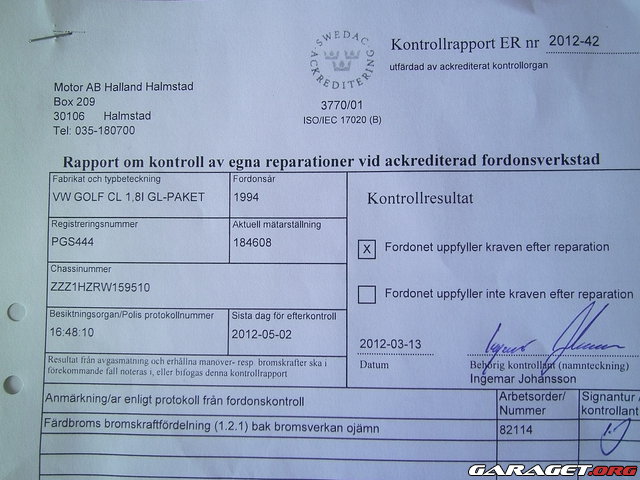 SWEDAC
ACKREDITERING
Kontrollrapport ER nr 2012-42
utfärdad av ackrediterat kontrollorgan
Motor AB Halland Halmstad
Box 209
30106 Halmstad
Tel: 035-180700
3770/01
ISO/IEC 17020 (B)
Rapport om kontroll av egna reparationer vid ackrediterad fordonsverkstad
Fabrikat och typbeteckning
VW GOLF CL 1,8I GL-PAKET
Fordonsår
1994
Registreringsnummer
PGS444
Aktuell mätarställning
184608
Chassinummer
ZZZ1HZRW159510
Besiktningsorgan/Polis protokollnummer
16:48:10
Sista dag för efterkontroll
2012-05-02
Resultat från avgasmätning och erhållna manöver- resp. bromskrafter ska i
förekommande fall noteras i, eller bifogas denna kontrollrapport
Kontrollresultat
X Fordonet uppfyller kraven efter reparation
Fordonet uppfyller inte kraven efter reparation
2012-03-13
Datum
Behörig kontrollant (namnteckning)
Ingemar Johansson
Anmärkning/ar enligt protokoll från fordonskontroll
Arbetsorder/
Nummer
Signatur
kontrollant
Färdbroms bromskraftfördelning (1.2.1) bak bromsverkan ojämn
82114
GARAGET.ORG